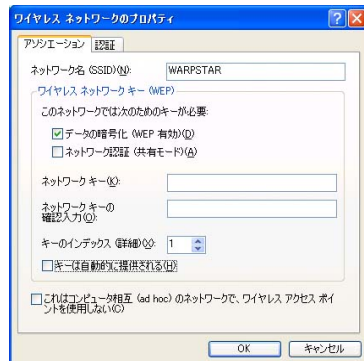 ワイヤレス ネットワークのプロパティ
アソシエーション 認証
ネットワーク名 (SSID)(N): WARPSTAR
ワイヤレス ネットワーク キー (WEP)
このネットワークでは次のためのキーが必要:
データの暗号化 (WEP 有効)(D)
ネットワーク認証 (共有モード)(A)
ネットワーク キー(K):
ネットワーク キーの
確認入力(O):
キーのインデックス (詳細)(X): 1
キーは自動的に提供される(H)
これはコンピュータ相互 (ad hoc) のネットワークで、ワイヤレス アクセス ポイ
ントを使用しない(C)
OK キャンセル